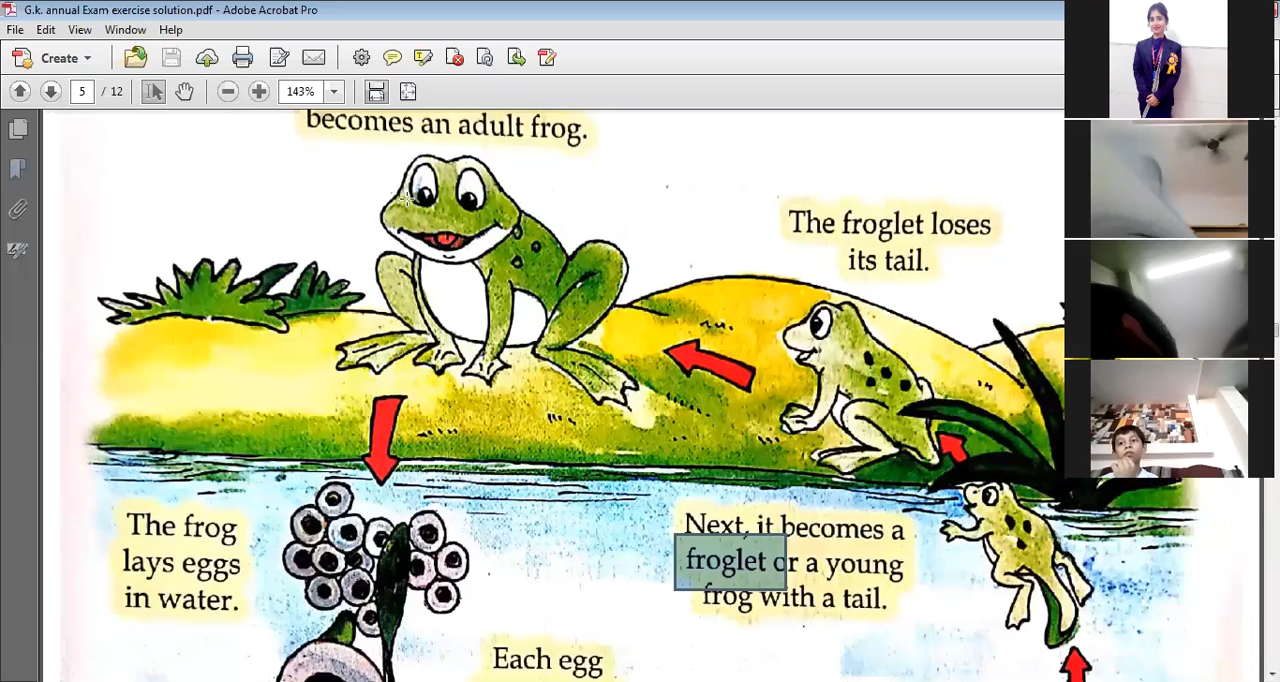 G.k. annual Exam exercise solution.pdf - Adobe Acrobat Pro
File Edit View Window Help
Create
5 / 12 143%
becomes an adult frog.
The froglet loses
its tail.
The frog
lays eggs
in water.
Next, it becomes a
froglet or a young
frog with a tail.
Each egg